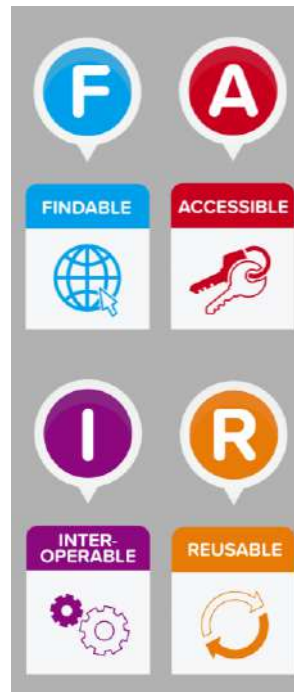 F A
FINDABLE ACCESSIBLE
I R
INTER-
OPERABLE
REUSABLE